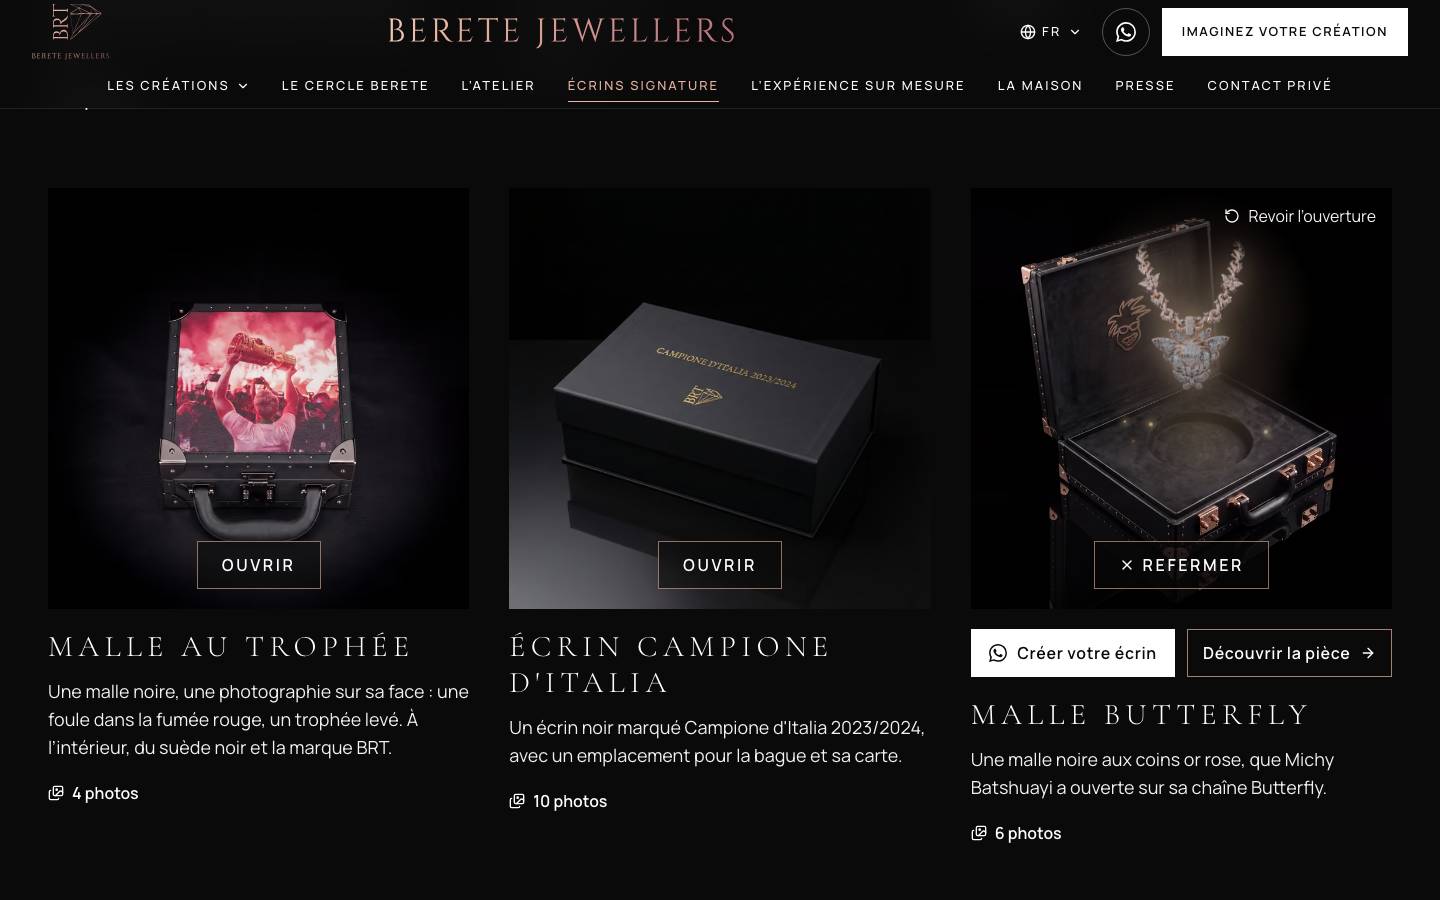 BRT
BERETE JEWELLERS
BERETE JEWELLERS
FR
IMAGINEZ VOTRE CRÉATION
LES CRÉATIONS
LE CERCLE BERETE
L'ATELIER
ÉCRINS SIGNATURE
L'EXPÉRIENCE SUR MESURE
LA MAISON
PRESSE
CONTACT PRIVÉ
OUVRIR
MALLE AU TROPHÉE
Une malle noire, une photographie sur sa face : une
foule dans la fumée rouge, un trophée levé. À
l'intérieur, du suède noir et la marque BRT.
4 photos
CAMPIONE D'ITALIA 2023/2024
BRT
OUVRIR
ÉCRIN CAMPIONE
D'ITALIA
Un écrin noir marqué Campione d'Italia 2023/2024,
avec un emplacement pour la bague et sa carte.
10 photos
Revoir l'ouverture
REFERMER
Créer votre écrin
Découvrir la pièce
MALLE BUTTERFLY
Une malle noire aux coins or rose, que Michy
Batshuayi a ouverte sur sa chaîne Butterfly.
6 photos